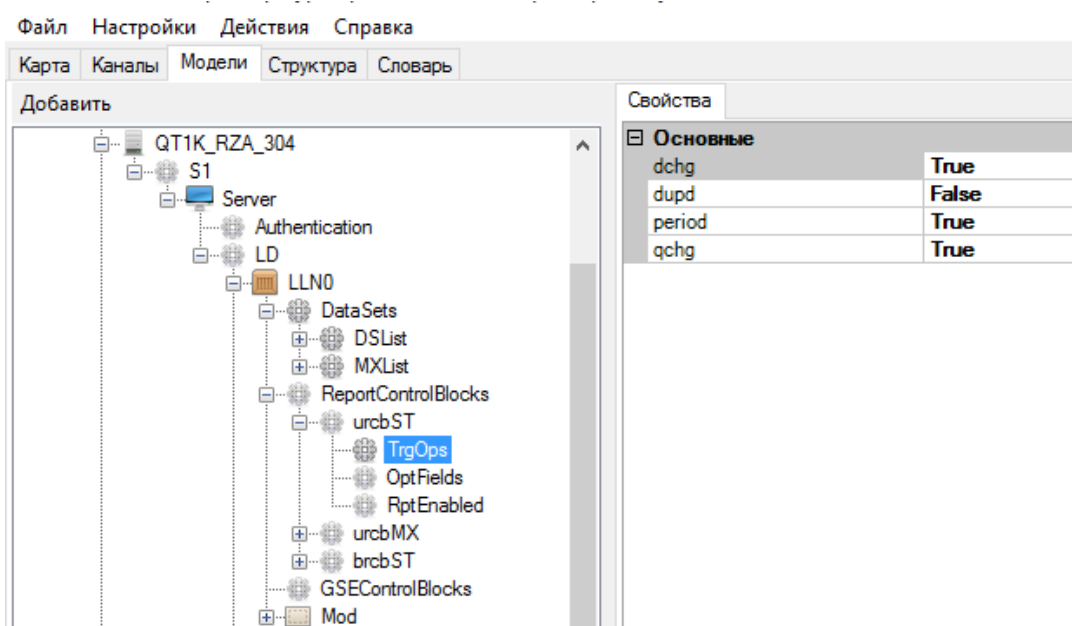 Файл Настройки Действия Справка
Карта Каналы Модели Структура Словарь
Добавить
QT1K_RZA_304
S1
Server
Authentication
LD
LLN0
DataSets
DSList
MXList
ReportControlBlocks
urcbST
TrgOps
OptFields
RptEnabled
urcbMX
brcbST
GSEControlBlocks
Mod
Свойства
Основные
dchg True
dupd False
period True
qchg True